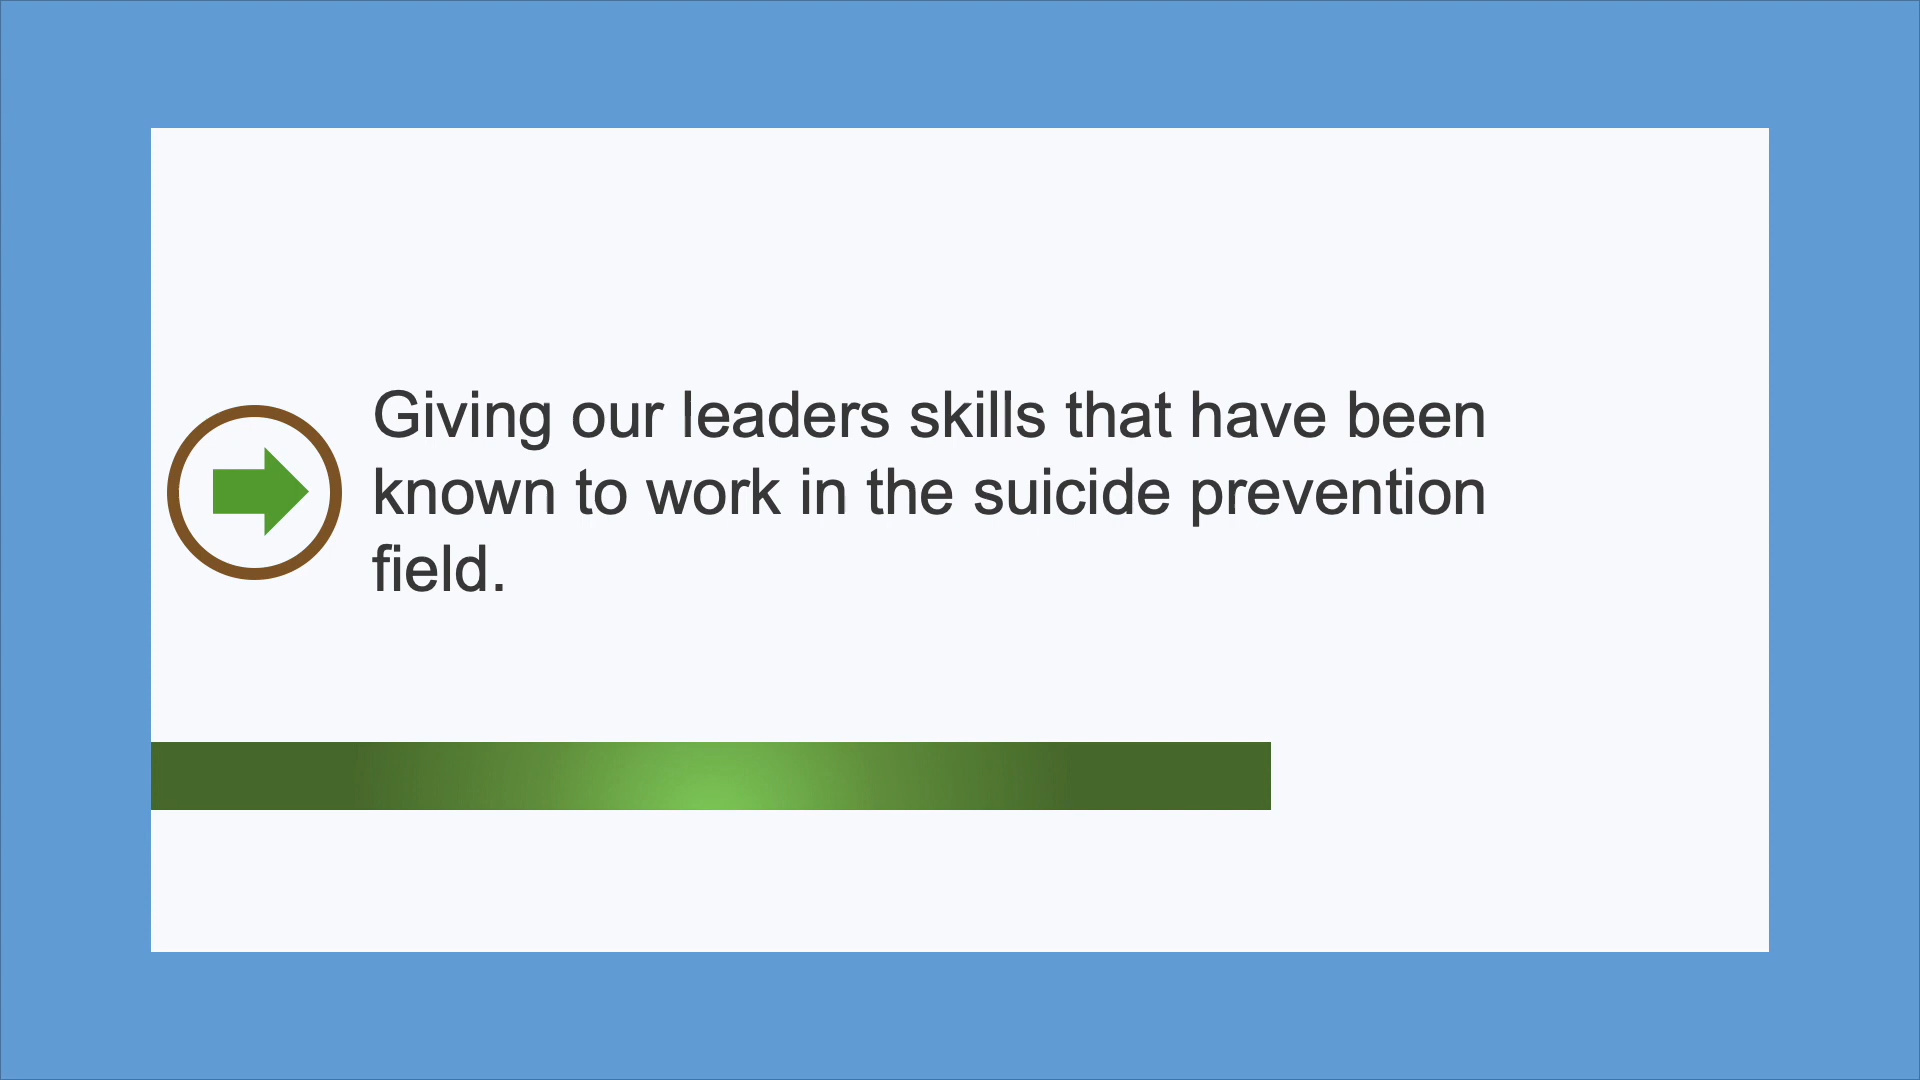 Giving our leaders skills that have been
known to work in the suicide prevention
field.